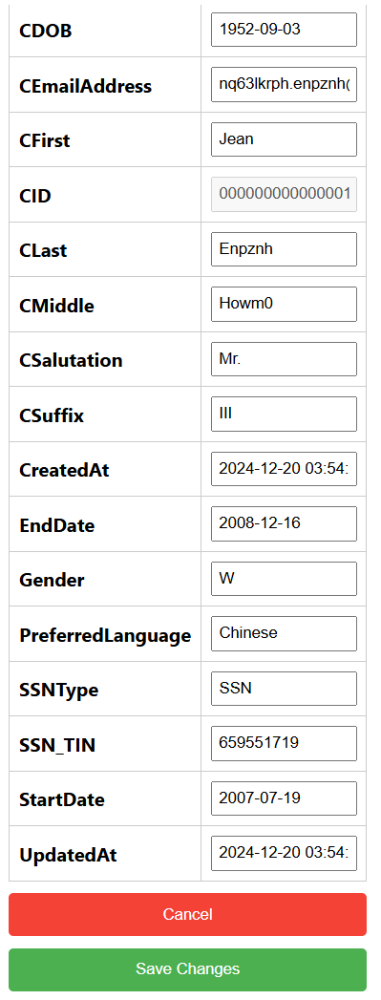 CDOB 1952-09-03
CEmailAddress nq63lkrph.enpznh(
CFirst Jean
CID 000000000000001
CLast Enpznh
CMiddle Howm0
CSalutation Mr.
CSuffix III
CreatedAt 2024-12-20 03:54:
EndDate 2008-12-16
Gender W
PreferredLanguage Chinese
SSNType SSN
SSN_TIN 659551719
StartDate 2007-07-19
UpdatedAt 2024-12-20 03:54:
Cancel
Save Changes